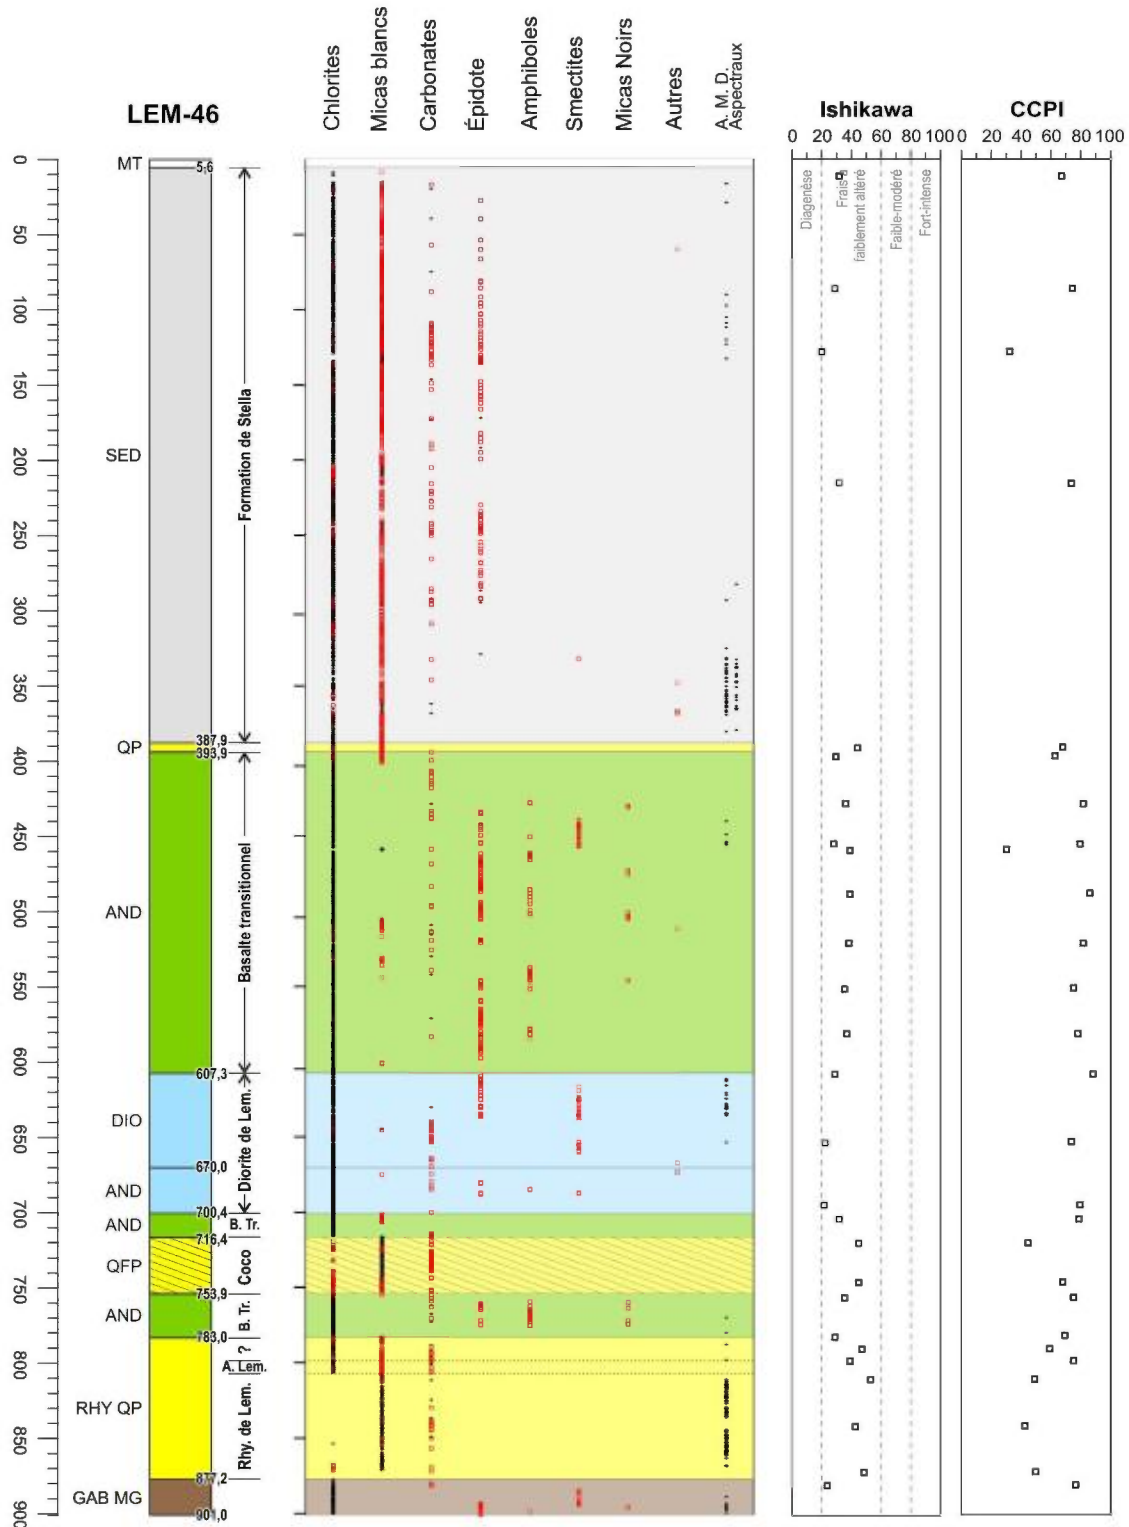 LEM-46
Chlorites
Micas blancs
Carbonates
Épidote
Amphiboles
Smectites
Micas Noirs
Autres
A. M. D.
Aspectraux
Ishikawa
0 20 40 60 80 100
CCPI
0 20 40 60 80 100
Diagenèse
Frais à
faiblement altéré
Faible-modéré
Fort-intense
0
50
100
150
200
250
300
350
400
450
500
550
600
650
700
750
800
850
900
MT
SED
QP
AND
DIO
AND
AND
QFP
AND
RHY QP
GAB MG
5,6
387,9
393,9
607,3
670,0
700,4
716,4
753,9
783,0
877,2
901,0
Formation de Stella
Basalte transitionnel
Diorite de Lem.
B. Tr.
Coco
B. Tr.
?
A. Lem.
Rhy. de Lem.